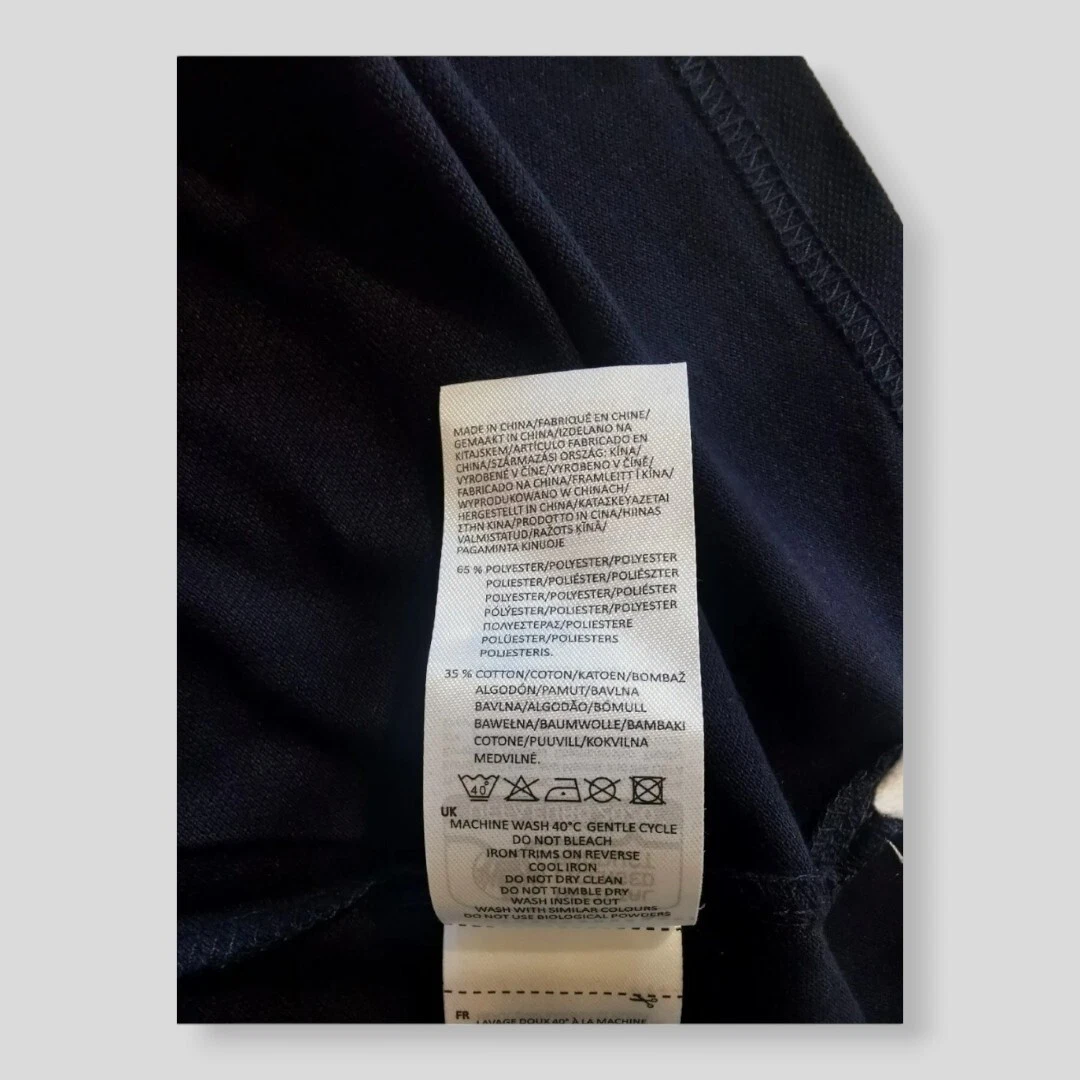 MADE IN CHINA/FABRIQUÉ EN CHINE/
GEMAAKT IN CHINA/IZDELANO NA
KITAJSKEM/ARTÍCULO FABRICADO EN
CHINA/SZÁRMAZÁSI ORSZÁG: KÍNA/
VYROBENÉ V ČÍNE/VYROBENO V ČÍNĚ/
FABRICADO NA CHINA/FRAMLEITT Í KÍNA/
WYPRODUKOWANO W CHINACH/
HERGESTELLT IN CHINA/ΚΑΤΑΣΚΕΥΑΖΕΤΑΙ
ΣΤΗΝ ΚΙΝΑ/PRODOTTO IN CINA/HIINAS
VALMISTATUD/RAŽOTS ĶĪNĀ/
PAGAMINTA KINIJOJE
65 % POLYESTER/POLYESTER/POLYESTER
POLIESTER/POLIÉSTER/POLIÉSZTER
POLYESTER/POLYESTER/POLIÉSTER
PÓLÝESTER/POLIESTER/POLYESTER
ΠΟΛΥΕΣΤΕΡΑΣ/POLIESTERE
POLÜESTER/POLIESTERS
POLIESTERIS.
35 % COTTON/COTON/KATOEN/BOMBAŽ
ALGODÓN/PAMUT/BAVLNA
BAVLNA/ALGODÃO/BÓMULL
BAWEŁNA/BAUMWOLLE/ΒΑΜΒΑΚΙ
COTONE/PUUVILL/KOKVILNA
MEDVILNĖ.
40°
UK
MACHINE WASH 40°C GENTLE CYCLE
DO NOT BLEACH
IRON TRIMS ON REVERSE
COOL IRON
DO NOT DRY CLEAN
DO NOT TUMBLE DRY
WASH INSIDE OUT
WASH WITH SIMILAR COLOURS
DO NOT USE BIOLOGICAL POWDERS
FR
LAVAGE DOUX 40° À LA MACHINE